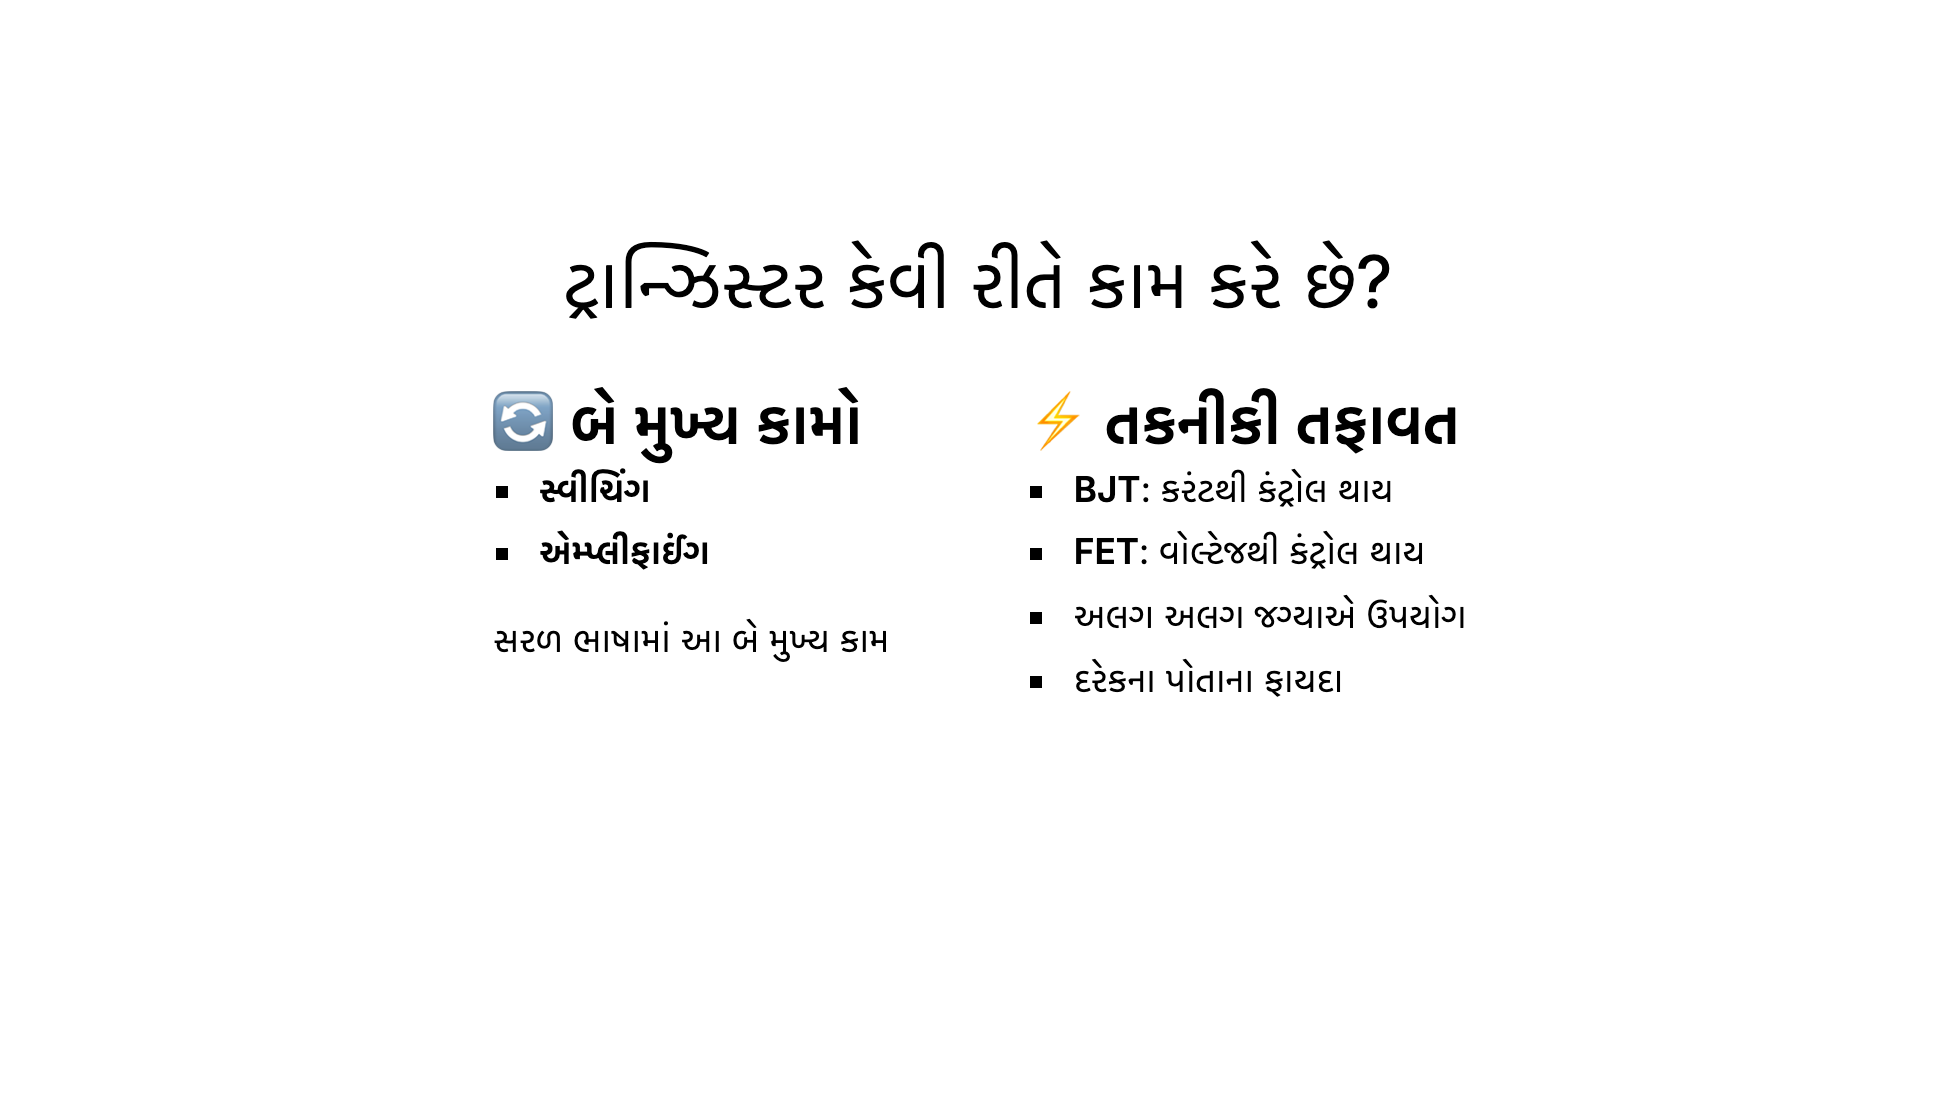 ટ્રાન્ઝિસ્ટર કેવી રીતે કામ કરે છે?
🔄 બે મુખ્ય કામો
▪ સ્વીચિંગ
▪ એમ્પ્લીફાઈંગ
સરળ ભાષામાં આ બે મુખ્ય કામ
⚡ તકનીકી તફાવત
▪ BJT: કરંટથી કંટ્રોલ થાય
▪ FET: વોલ્ટેજથી કંટ્રોલ થાય
▪ અલગ અલગ જગ્યાએ ઉપયોગ
▪ દરેકના પોતાના ફાયદા